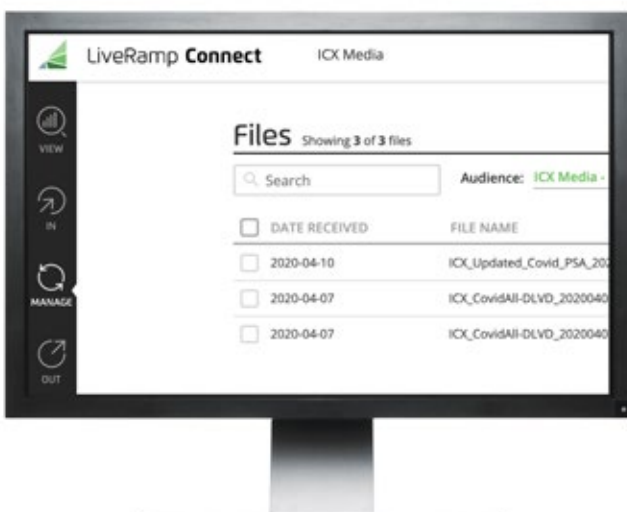 LiveRamp Connect ICX Media
VIEW
IN
MANAGE
OUT
Files Showing 3 of 3 files
Search Audience: ICX Media -
DATE RECEIVED FILE NAME
2020-04-10 ICX_Updated_Covid_PSA_202
2020-04-07 ICX_CovidAll-DLVD_2020040
2020-04-07 ICX_CovidAll-DLVD_2020040